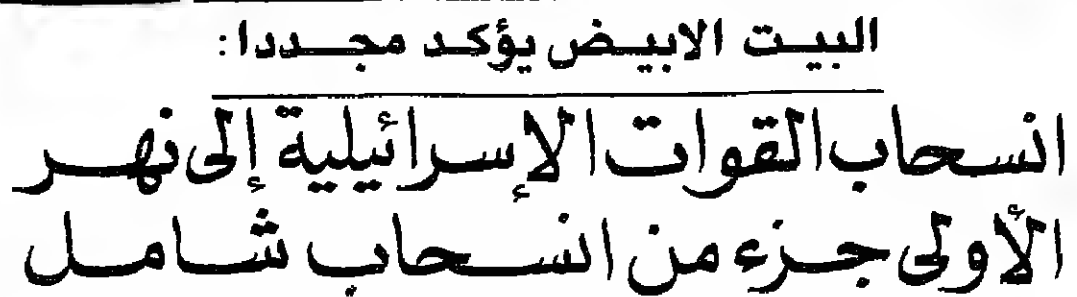 البيت الابيض يؤكد مجددا:
انسحاب القوات الإسرائيلية إلى نهر
الأولى جزء من انسحاب شامل